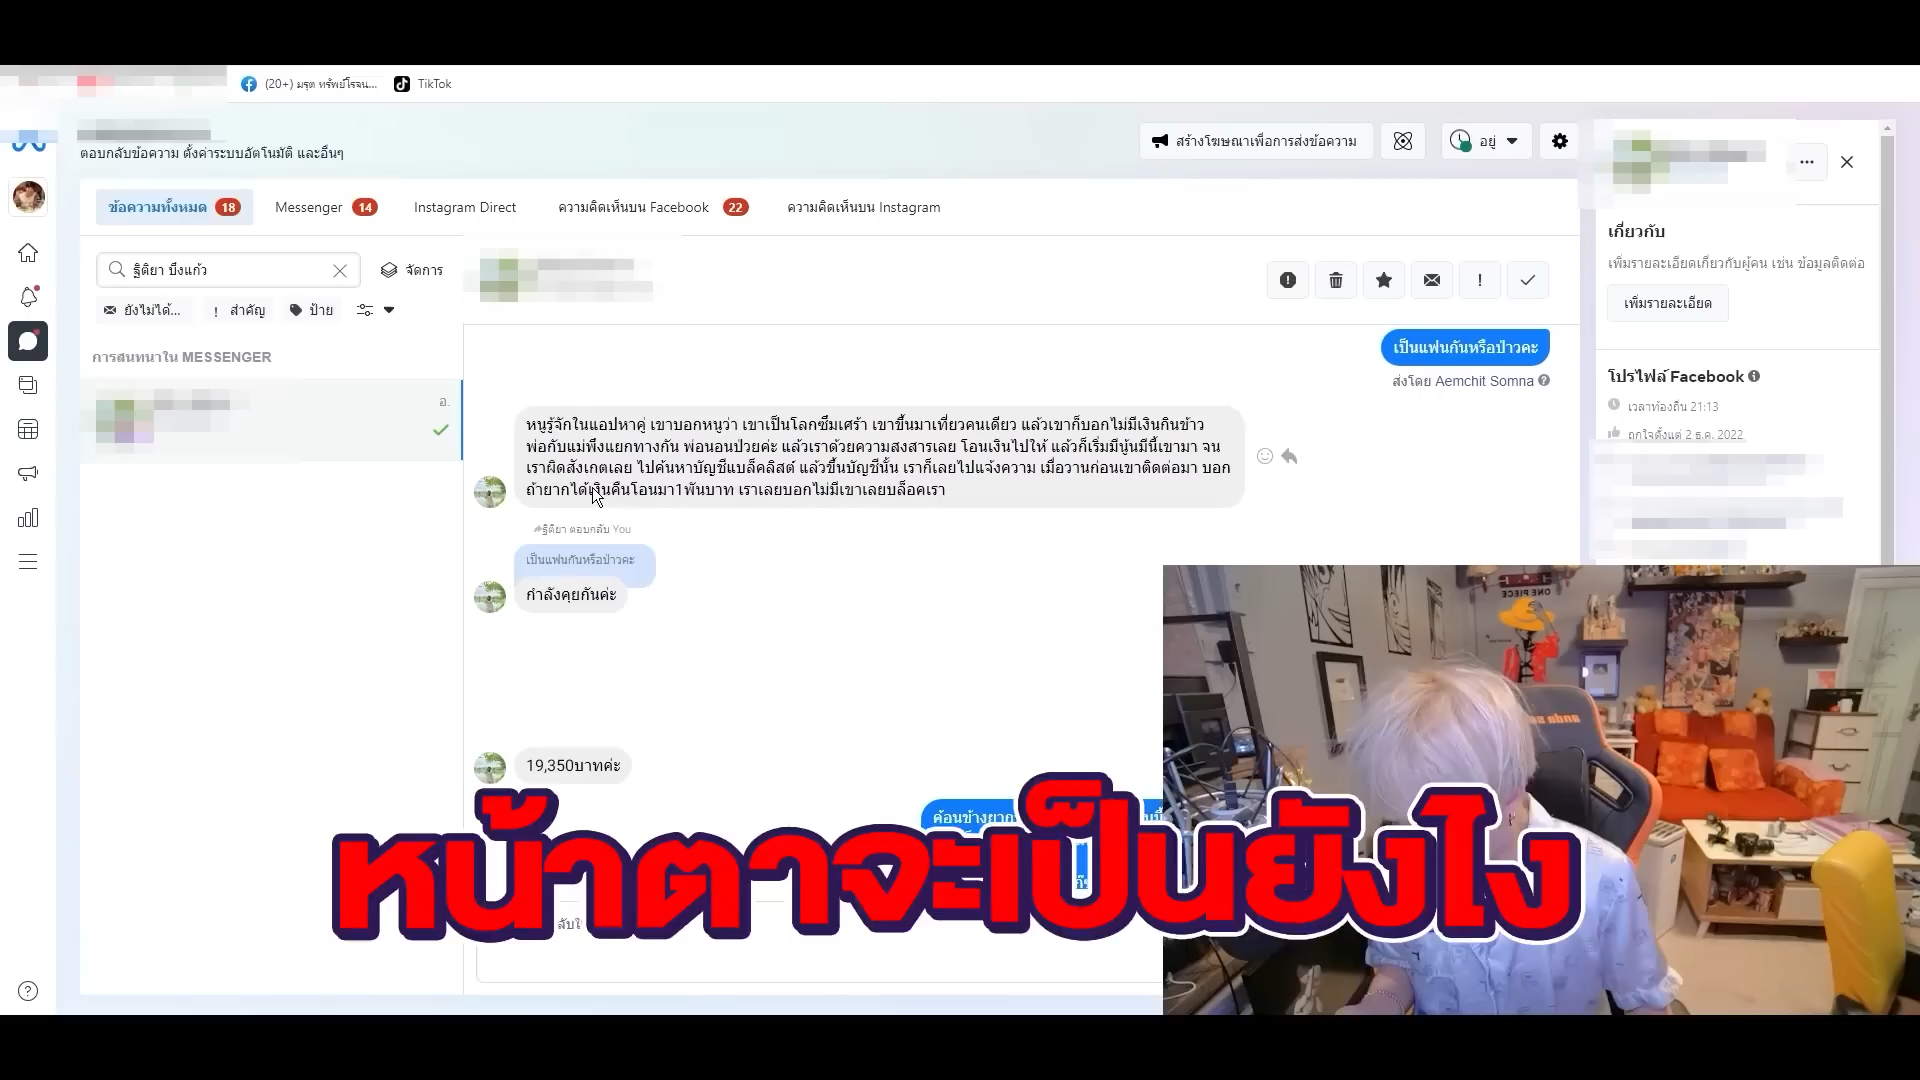 (20+) มรุต ทรัพย์โรจน...
TikTok
ตอบกลับข้อความ ตั้งค่าระบบอัตโนมัติ และอื่นๆ
สร้างโฆษณาเพื่อการส่งข้อความ
อยู่
ข้อความทั้งหมด 18
Messenger 14
Instagram Direct
ความคิดเห็นบน Facebook 22
ความคิดเห็นบน Instagram
ฐิติยา บึงแก้ว
จัดการ
ยังไม่ได้...
! สำคัญ
ป้าย
การสนทนาใน MESSENGER
อ.
เป็นแฟนกันหรือป่าวคะ
ส่งโดย Aemchit Somna
หนูรู้จักในแอปหาคู่ เขาบอกหนูว่า เขาเป็นโลกซึมเศร้า เขาขึ้นมาเที่ยวคนเดียว แล้วเขาก็บอกไม่มีเงินกินข้าว
พ่อกับแม่พึ่งแยกทางกัน พ่อนอนป่วยค่ะ แล้วเราด้วยความสงสารเลย โอนเงินไปให้ แล้วก็เริ่มมีนู้นมีนี้เข้ามา จน
เราผิดสังเกตเลย ไปค้นหาบัญชีแบล็คลิสต์ แล้วขึ้นบัญชีนั้น เราก็เลยไปแจ้งความ เมื่อวานก่อนเขาติดต่อมา บอก
ถ้ายากได้เงินคืนโอนมา1พันบาท เราเลยบอกไม่มีเขาเลยบล็อคเรา
ฐิติยา ตอบกลับ You
เป็นแฟนกันหรือป่าวคะ
กำลังคุยกันค่ะ
19,350บาทค่ะ
ค้อนข้างยาก
เกี่ยวกับ
เพิ่มรายละเอียดเกี่ยวกับผู้คน เช่น ข้อมูลติดต่อ
เพิ่มรายละเอียด
โปรไฟล์ Facebook
เวลาท้องถิ่น 21:13
ถูกใจตั้งแต่ 2 ธ.ค. 2022
ONE PIECE
หน้าตาจะเป็นยังไง